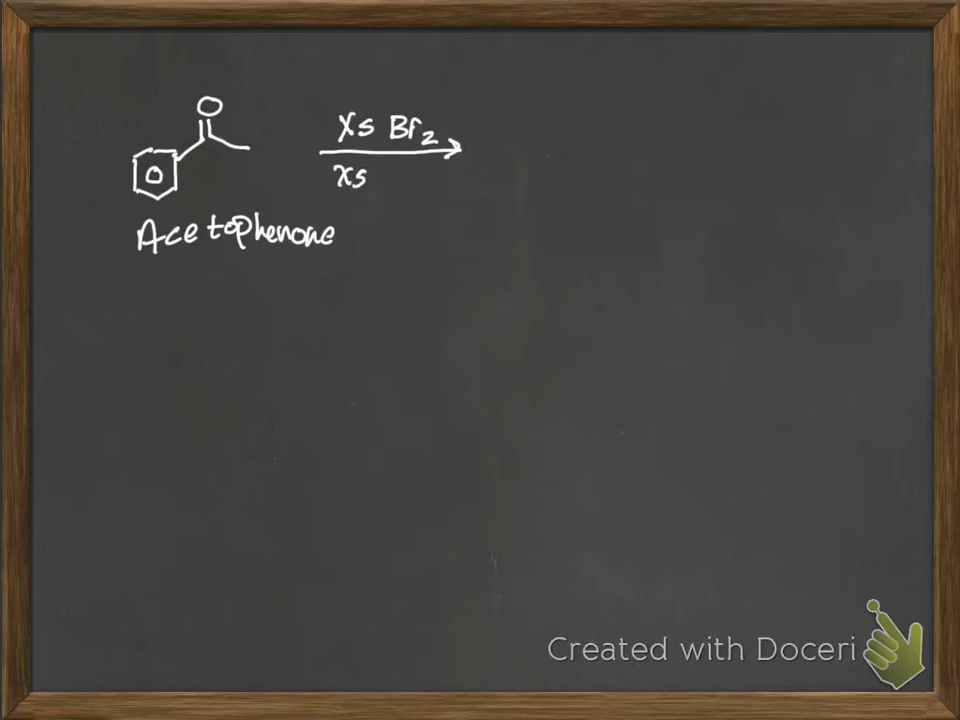 O
Xs Br2
O
Xs
Acetophenone
Created with Doceri